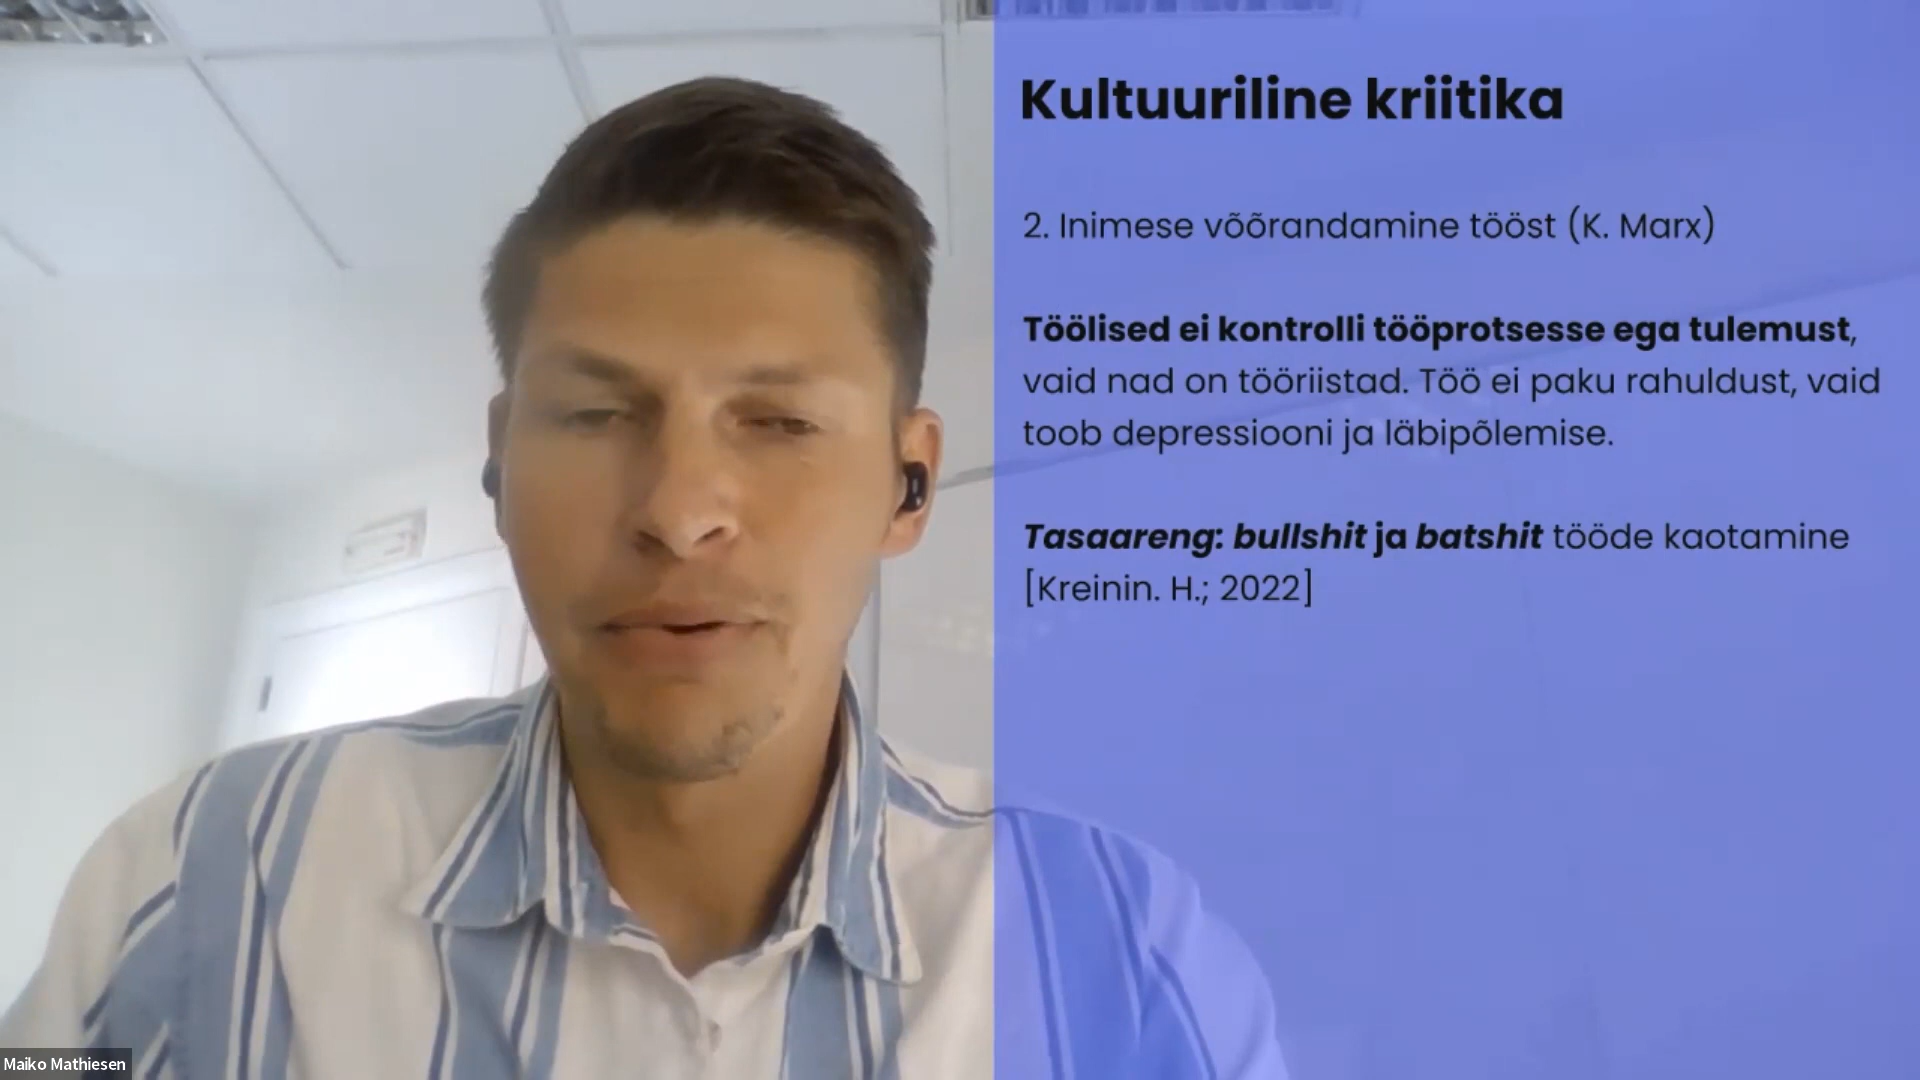 Kultuuriline kriitika
2. Inimese võõrandamine tööst (K. Marx)
Töölised ei kontrolli tööprotsesse ega tulemust,
vaid nad on tööriistad. Töö ei paku rahuldust, vaid
toob depressiooni ja läbipõlemise.
Tasaareng: bullshit ja batshit tööde kaotamine
[Kreinin. H.; 2022]
Maiko Mathiesen